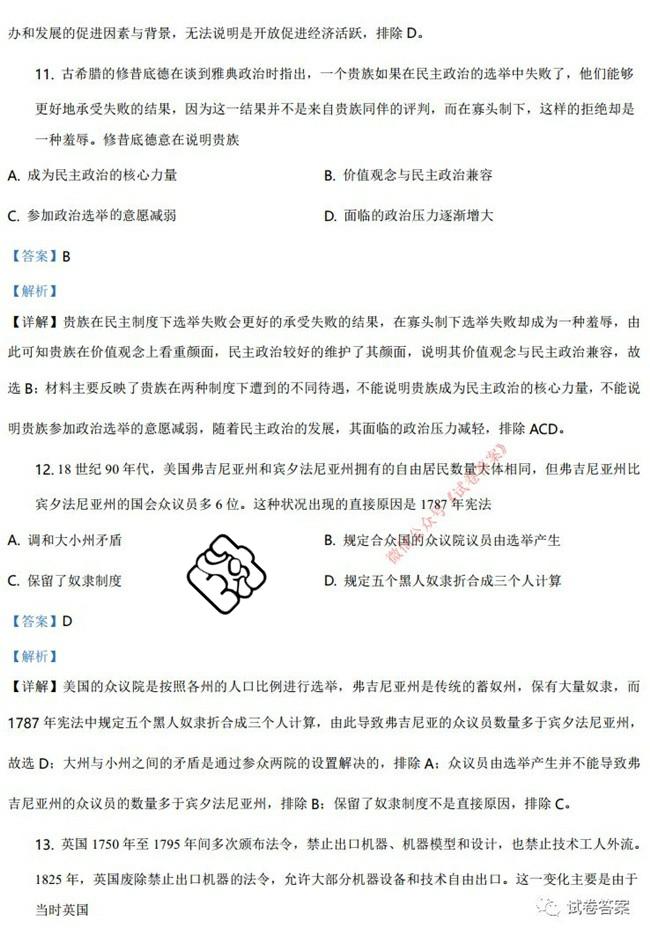 办和发展的促进因素与背景，无法说明是开放促进经济活跃，排除 D。
11. 古希腊的修昔底德在谈到雅典政治时指出，一个贵族如果在民主政治的选举中失败了，他们能够
更好地承受失败的结果，因为这一结果并不是来自贵族同伴的评判，而在寡头制下，这样的拒绝却是
一种羞辱。修昔底德意在说明贵族
A. 成为民主政治的核心力量 B. 价值观念与民主政治兼容
C. 参加政治选举的意愿减弱 D. 面临的政治压力逐渐增大
【答案】B
【解析】
【详解】贵族在民主制度下选举失败会更好的承受失败的结果，在寡头制下选举失败却成为一种羞辱，由
此可知贵族在价值观念上看重颜面，民主政治较好的维护了其颜面，说明其价值观念与民主政治兼容，故
选 B；材料主要反映了贵族在两种制度下遭到的不同待遇，不能说明贵族成为民主政治的核心力量，不能说
明贵族参加政治选举的意愿减弱，随着民主政治的发展，其面临的政治压力减轻，排除 ACD。
12. 18 世纪 90 年代，美国弗吉尼亚州和宾夕法尼亚州拥有的自由居民数量大体相同，但弗吉尼亚州比
宾夕法尼亚州的国会众议员多 6 位。这种状况出现的直接原因是 1787 年宪法
A. 调和大小州矛盾 B. 规定合众国的众议院议员由选举产生
C. 保留了奴隶制度 D. 规定五个黑人奴隶折合成三个人计算
【答案】D
【解析】
【详解】美国的众议院是按照各州的人口比例进行选举，弗吉尼亚州是传统的蓄奴州，保有大量奴隶，而
1787 年宪法中规定五个黑人奴隶折合成三个人计算，由此导致弗吉尼亚的众议员数量多于宾夕法尼亚州，
故选 D；大州与小州之间的矛盾是通过参众两院的设置解决的，排除 A；众议员由选举产生并不能导致弗
吉尼亚州的众议员的数量多于宾夕法尼亚州，排除 B；保留了奴隶制度不是直接原因，排除 C。
13. 英国 1750 年至 1795 年间多次颁布法令，禁止出口机器、机器模型和设计，也禁止技术工人外流。
1825 年，英国废除禁止出口机器的法令，允许大部分机器设备和技术自由出口。这一变化主要是由于
当时英国
微信公众号《试卷答案》
试卷答案